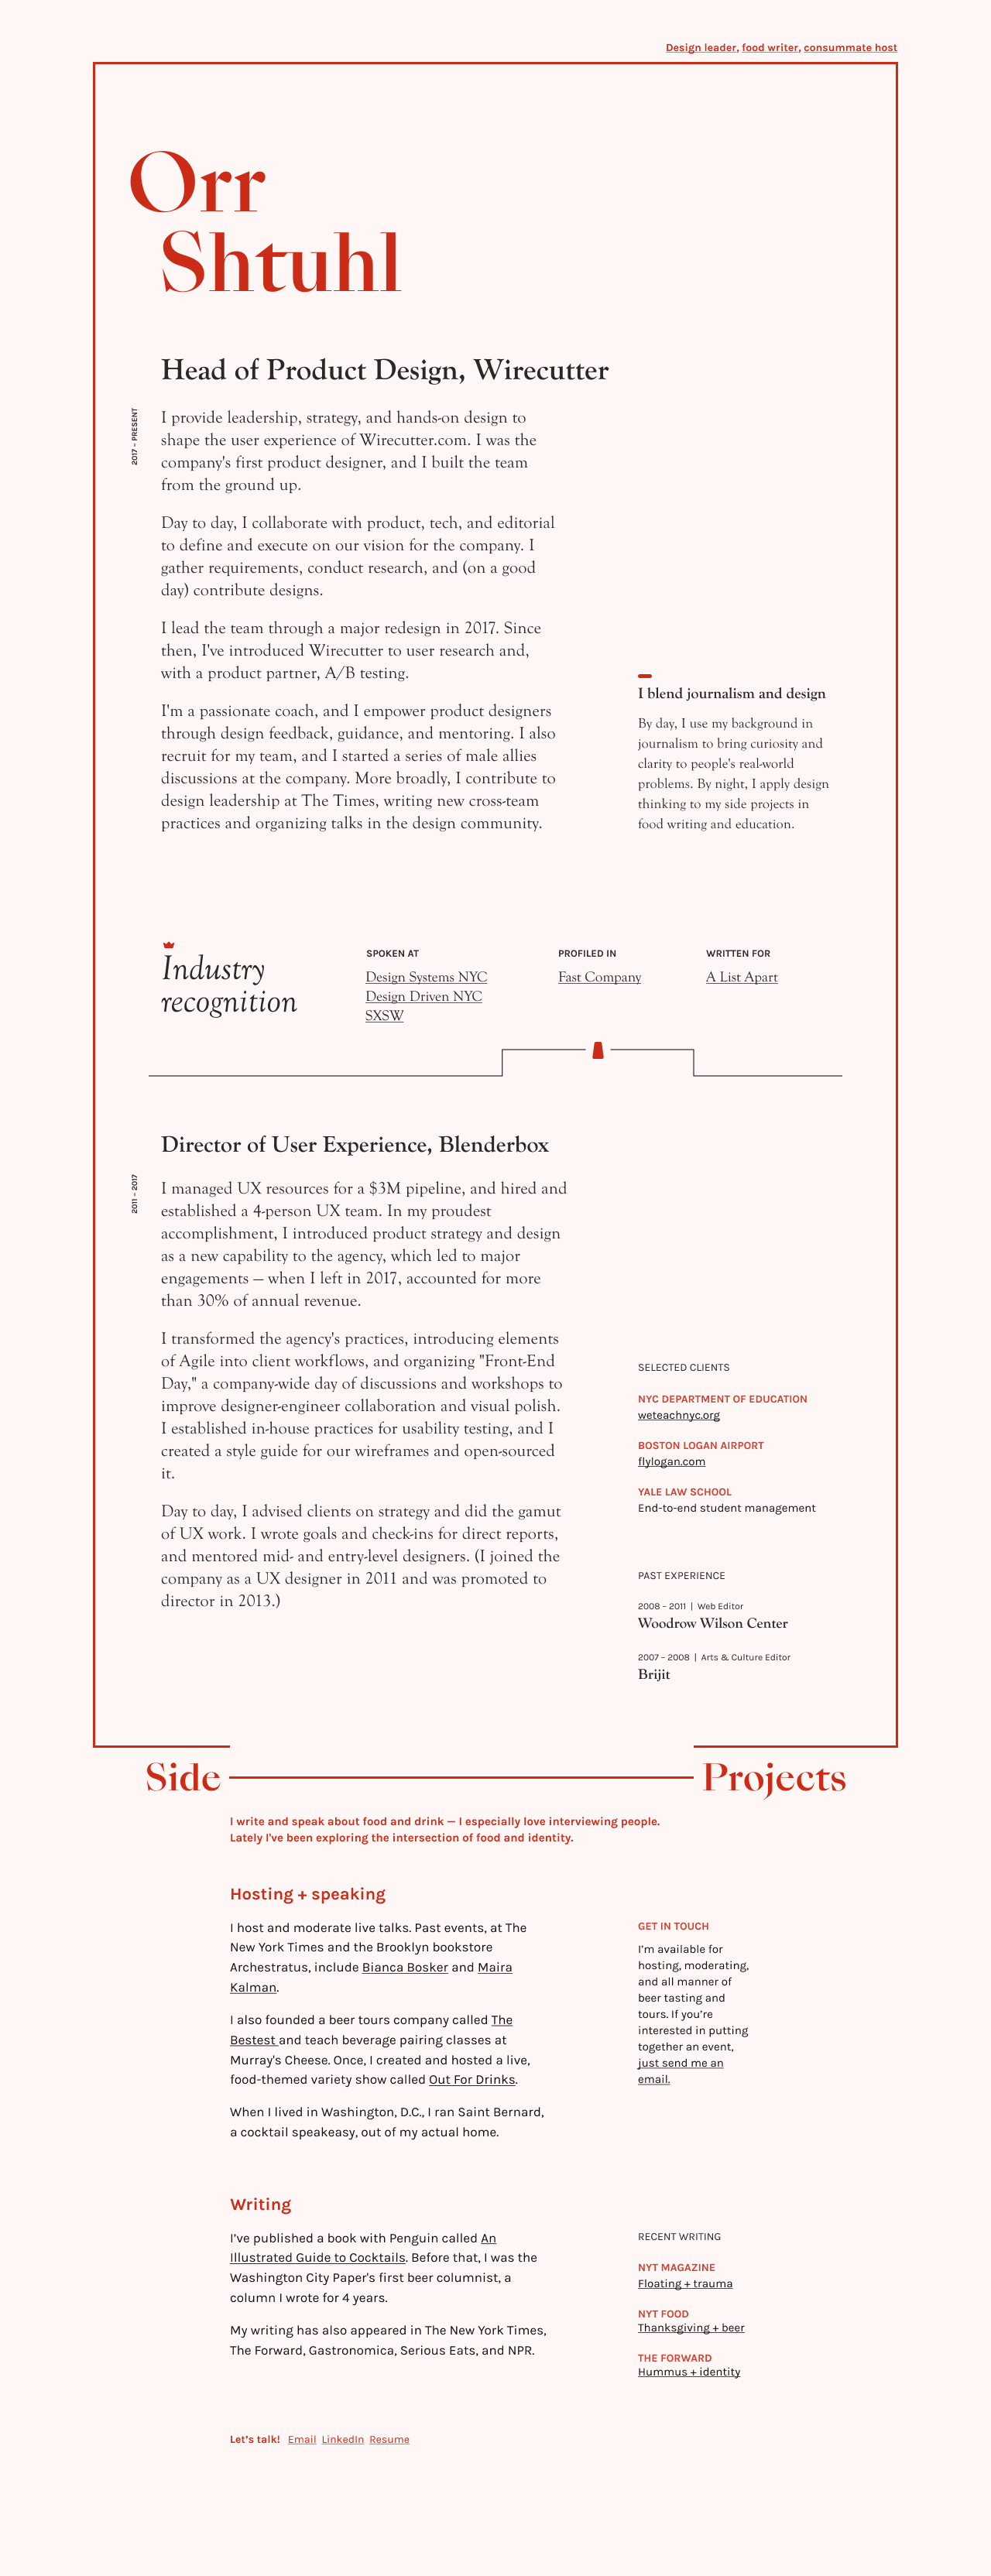 Design leader, food writer, consummate host
Orr
Shtuhl
Head of Product Design, Wirecutter
2017 – PRESENT
I provide leadership, strategy, and hands-on design to
shape the user experience of Wirecutter.com. I was the
company's first product designer, and I built the team
from the ground up.
Day to day, I collaborate with product, tech, and editorial
to define and execute on our vision for the company. I
gather requirements, conduct research, and (on a good
day) contribute designs.
I lead the team through a major redesign in 2017. Since
then, I've introduced Wirecutter to user research and,
with a product partner, A/B testing.
I'm a passionate coach, and I empower product designers
through design feedback, guidance, and mentoring. I also
recruit for my team, and I started a series of male allies
discussions at the company. More broadly, I contribute to
design leadership at The Times, writing new cross-team
practices and organizing talks in the design community.
I blend journalism and design
By day, I use my background in
journalism to bring curiosity and
clarity to people's real-world
problems. By night, I apply design
thinking to my side projects in
food writing and education.
Industry
recognition
SPOKEN AT
Design Systems NYC
Design Driven NYC
SXSW
PROFILED IN
Fast Company
WRITTEN FOR
A List Apart
Director of User Experience, Blenderbox
2011 – 2017
I managed UX resources for a $3M pipeline, and hired and
established a 4-person UX team. In my proudest
accomplishment, I introduced product strategy and design
as a new capability to the agency, which led to major
engagements — when I left in 2017, accounted for more
than 30% of annual revenue.
I transformed the agency's practices, introducing elements
of Agile into client workflows, and organizing "Front-End
Day," a company-wide day of discussions and workshops to
improve designer-engineer collaboration and visual polish.
I established in-house practices for usability testing, and I
created a style guide for our wireframes and open-sourced
it.
Day to day, I advised clients on strategy and did the gamut
of UX work. I wrote goals and check-ins for direct reports,
and mentored mid- and entry-level designers. (I joined the
company as a UX designer in 2011 and was promoted to
director in 2013.)
SELECTED CLIENTS
NYC DEPARTMENT OF EDUCATION
weteachnyc.org
BOSTON LOGAN AIRPORT
flylogan.com
YALE LAW SCHOOL
End-to-end student management
PAST EXPERIENCE
2008 – 2011 | Web Editor
Woodrow Wilson Center
2007 – 2008 | Arts & Culture Editor
Brijit
Side Projects
I write and speak about food and drink — I especially love interviewing people.
Lately I've been exploring the intersection of food and identity.
Hosting + speaking
I host and moderate live talks. Past events, at The
New York Times and the Brooklyn bookstore
Archestratus, include Bianca Bosker and Maira
Kalman.
I also founded a beer tours company called The
Bestest and teach beverage pairing classes at
Murray's Cheese. Once, I created and hosted a live,
food-themed variety show called Out For Drinks.
When I lived in Washington, D.C., I ran Saint Bernard,
a cocktail speakeasy, out of my actual home.
GET IN TOUCH
I’m available for
hosting, moderating,
and all manner of
beer tasting and
tours. If you’re
interested in putting
together an event,
just send me an
email.
Writing
I’ve published a book with Penguin called An
Illustrated Guide to Cocktails. Before that, I was the
Washington City Paper's first beer columnist, a
column I wrote for 4 years.
My writing has also appeared in The New York Times,
The Forward, Gastronomica, Serious Eats, and NPR.
RECENT WRITING
NYT MAGAZINE
Floating + trauma
NYT FOOD
Thanksgiving + beer
THE FORWARD
Hummus + identity
Let’s talk! Email LinkedIn Resume